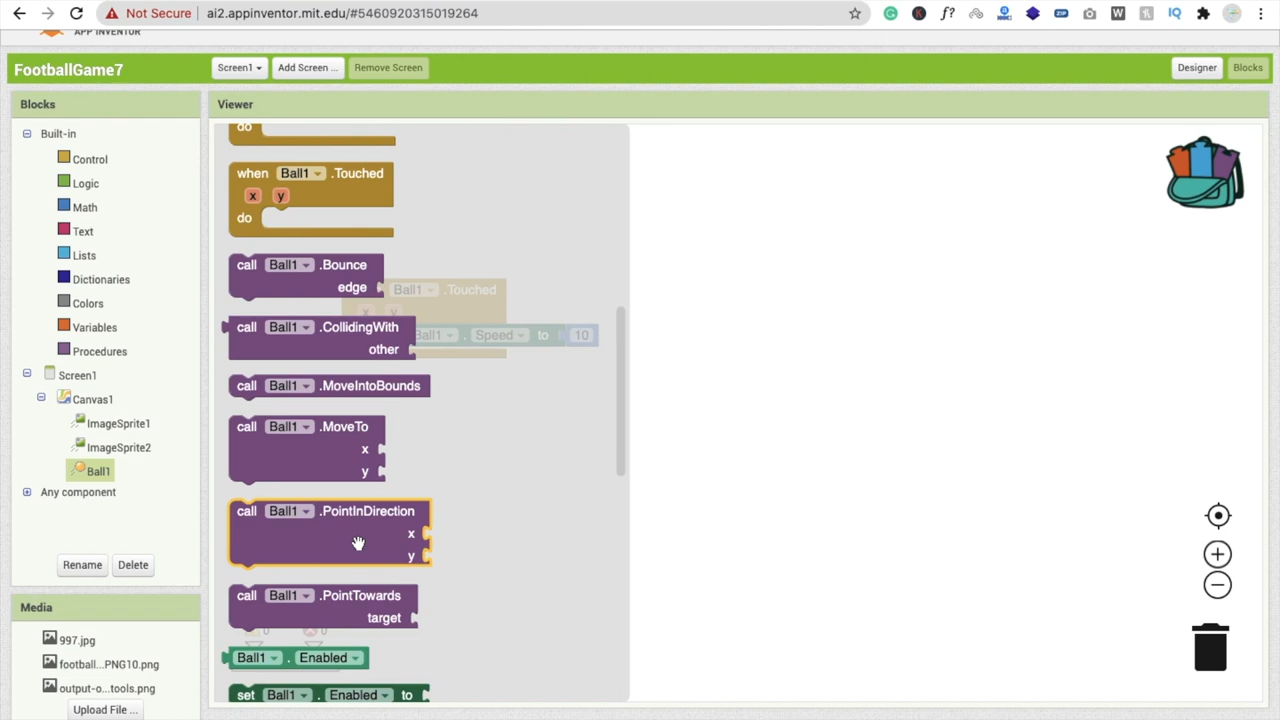 Not Secure
ai2.appinventor.mit.edu/#5460920315019264
APP INVENTOR
FootballGame7
Screen1
Add Screen ...
Remove Screen
Designer
Blocks
Blocks
Viewer
Built-in
Control
Logic
Math
Text
Lists
Dictionaries
Colors
Variables
Procedures
Screen1
Canvas1
ImageSprite1
ImageSprite2
Ball1
Any component
Rename
Delete
Media
997.jpg
football...PNG10.png
output-o...tools.png
Upload File ...
do
when Ball1 .Touched
x y
do
call Ball1 .Bounce
edge
call Ball1 .CollidingWith
other
call Ball1 .MoveIntoBounds
call Ball1 .MoveTo
x
y
call Ball1 .PointInDirection
x
y
call Ball1 .PointTowards
target
Ball1 . Enabled
set Ball1 . Enabled to
Ball1 .Touched
x y
Ball1 . Speed to 10
0 0